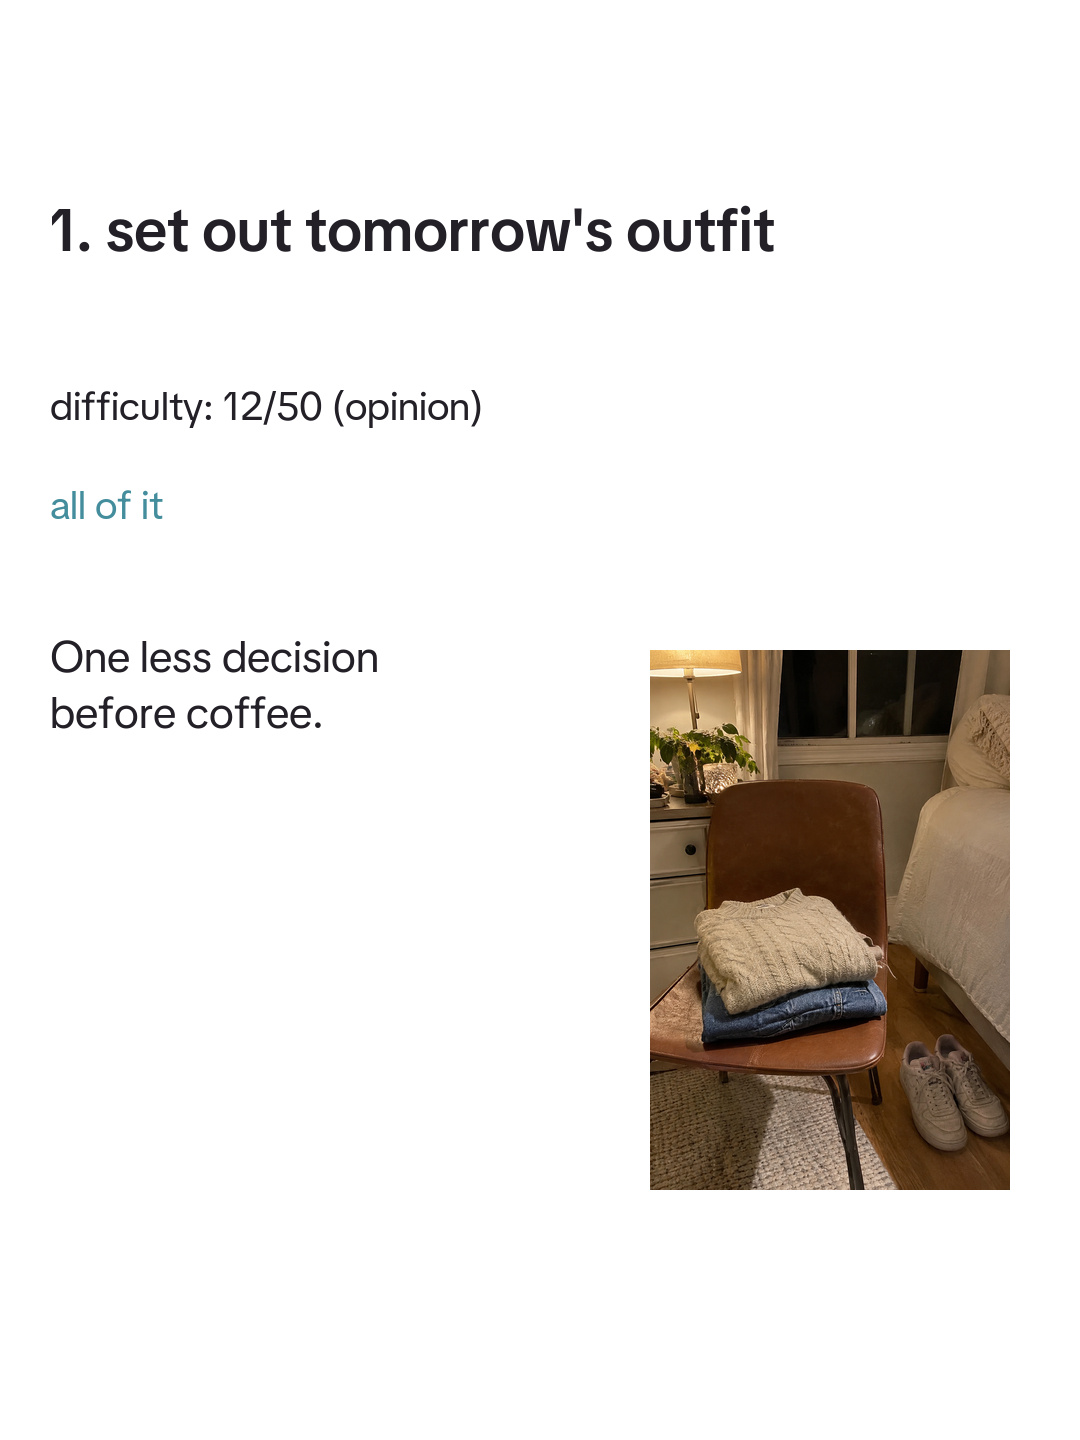 1. set out tomorrow's outfit
difficulty: 12/50 (opinion)
all of it
One less decision
before coffee.